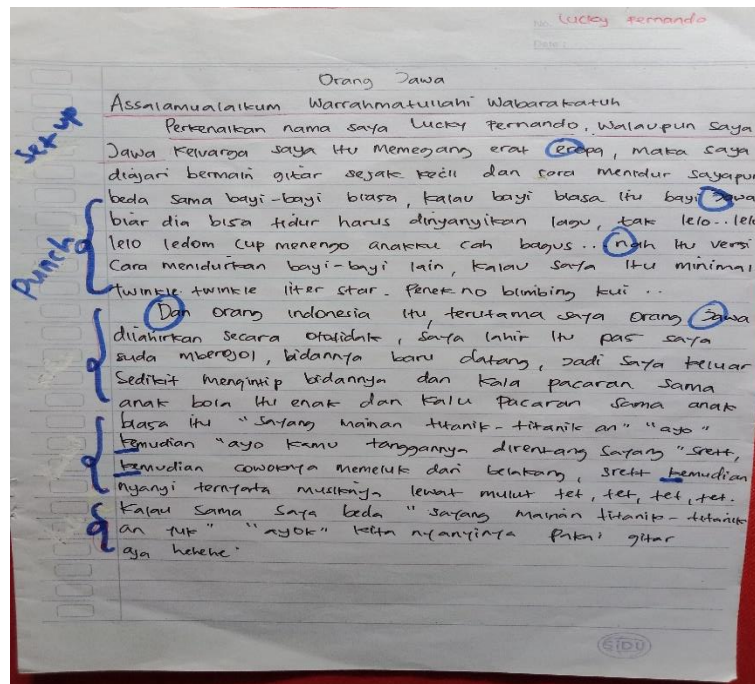 No. Lucky Fernando
Date :
Orang Jawa
Assalamualaikum Warrahmatullahi Wabarakatuh
Set up
Perkenalkan nama saya Lucky Fernando, Walaupun saya
Jawa Keluarga saya itu memegang erat eropa, maka saya
diajari bermain gitar sejak kecil dan cara menidur sayapun
beda sama bayi-bayi biasa, kalau bayi biasa itu bayi Jawa
Punch
biar dia bisa tidur harus dinyanyikan lagu, tak lelo.. lelo
lelo ledom cup menengo anakku cah bagus.. nah itu versi
Cara menidurkan bayi-bayi lain, kalau saya itu minimal
twinkle twinkle liter star. Penek no blimbing kui ..
Dan orang indonesia itu, terutama saya orang Jawa
dilahirkan secara otodidak, saya lahir itu pas saya
suda mberojol, bidannya baru datang, Jadi saya keluar
Sedikit mengintip bidannya dan kala pacaran sama
anak bola itu enak dan kalu pacaran sama anak
biasa itu "sayang mainan titanik-titanik an" "ayo"
kemudian "ayo kamu tanggannya direntang sayang "srett,
kemudian cowoknya memeluk dari belakang, srett kemudian
nyanyi ternyata musiknya lewat mulut tet, tet, tet, tet.
Kalau sama saya beda "sayang mainan titanik-titanik
an yuk" "ayok" kita nyanyinya pakai gitar
aja hehehe.
SIDU